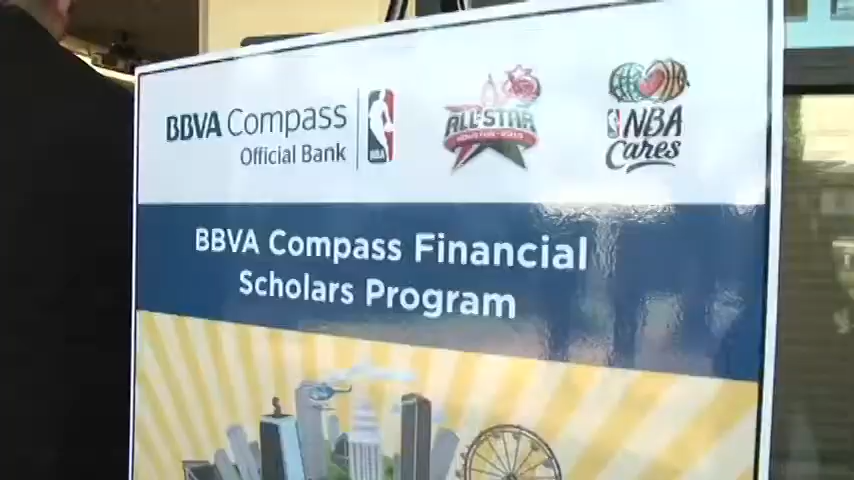 BBVA Compass
Official Bank
NBA
ALL-STAR
NBA
Cares
BBVA Compass Financial
Scholars Program